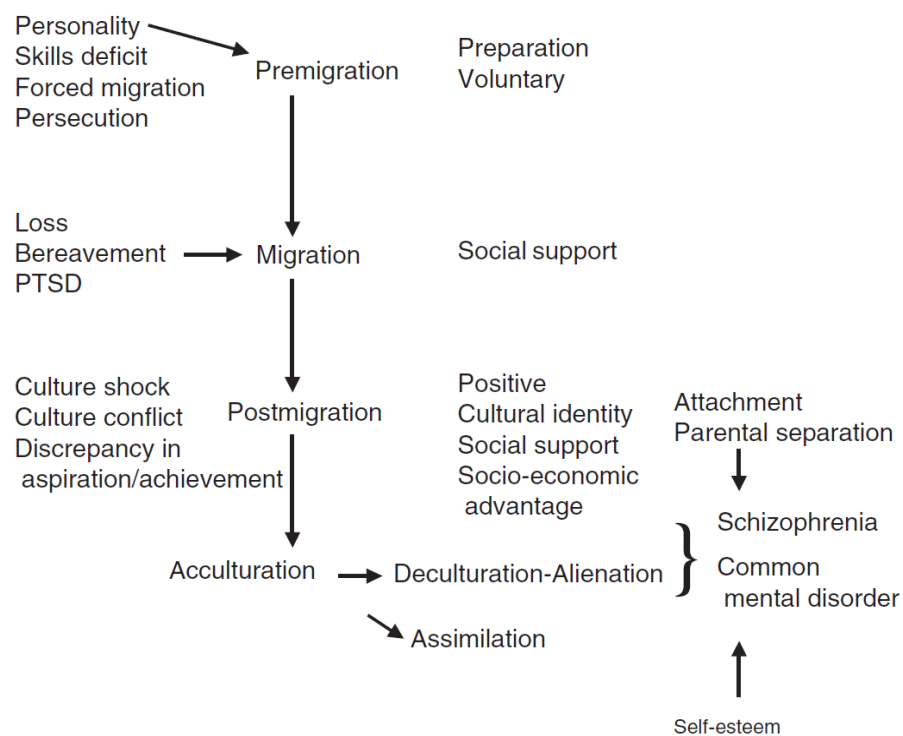 Personality
Skills deficit
Forced migration
Persecution
Premigration
Preparation
Voluntary
Loss
Bereavement
PTSD
Migration
Social support
Culture shock
Culture conflict
Discrepancy in
aspiration/achievement
Postmigration
Positive
Cultural identity
Social support
Socio-economic
advantage
Attachment
Parental separation
Schizophrenia
Common
mental disorder
Acculturation
Deculturation-Alienation
Assimilation
Self-esteem